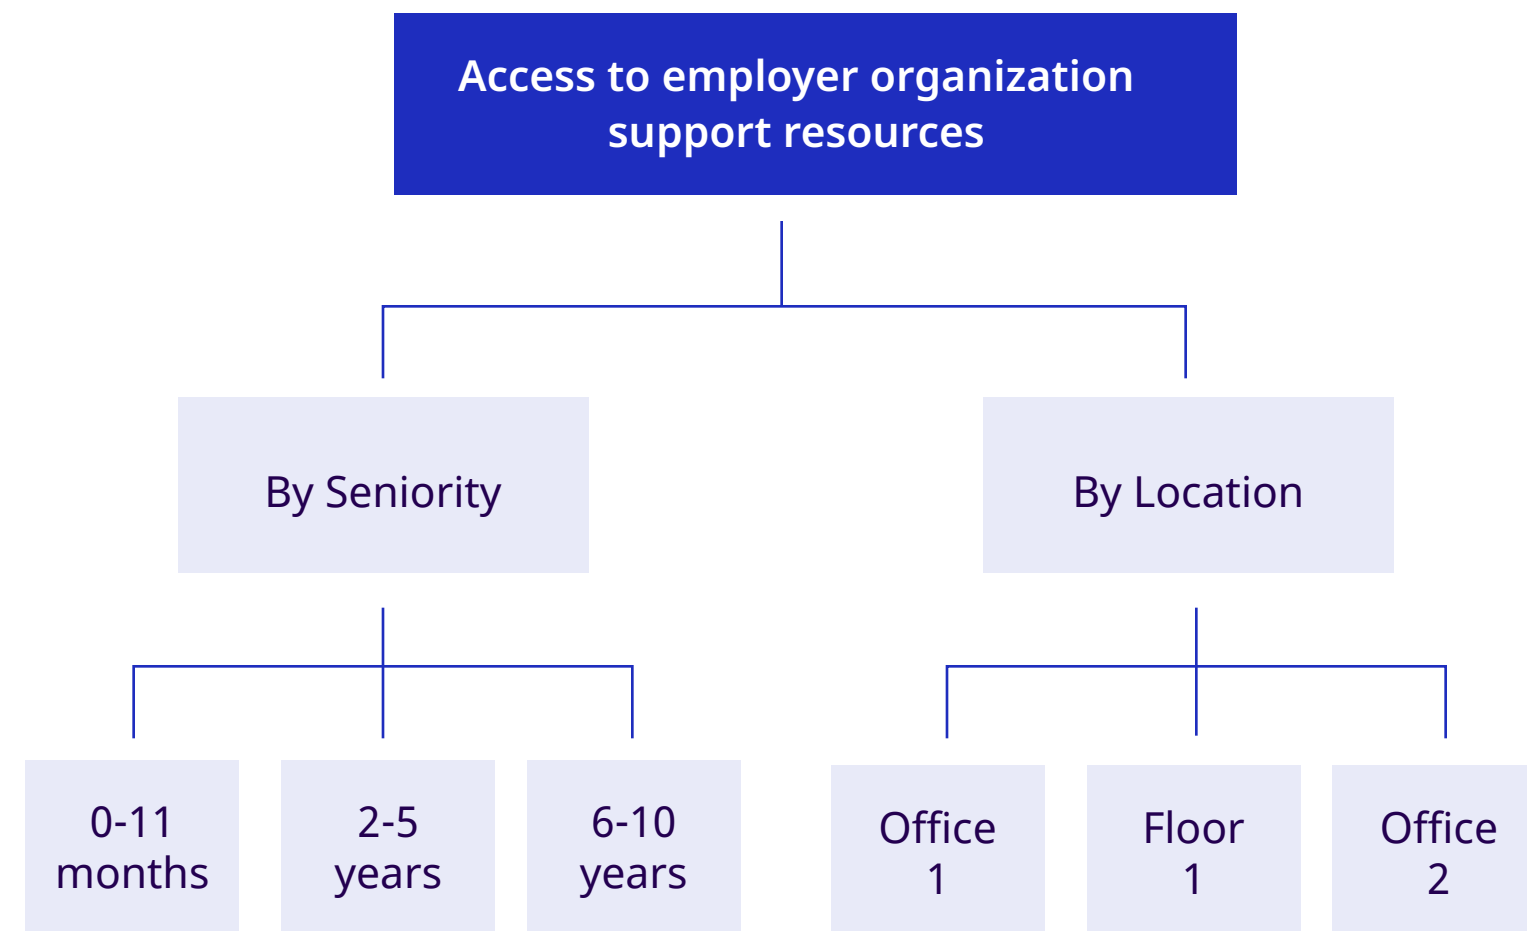 Access to employer organization
support resources
By Seniority
By Location
0-11
months
2-5
years
6-10
years
Office
1
Floor
1
Office
2